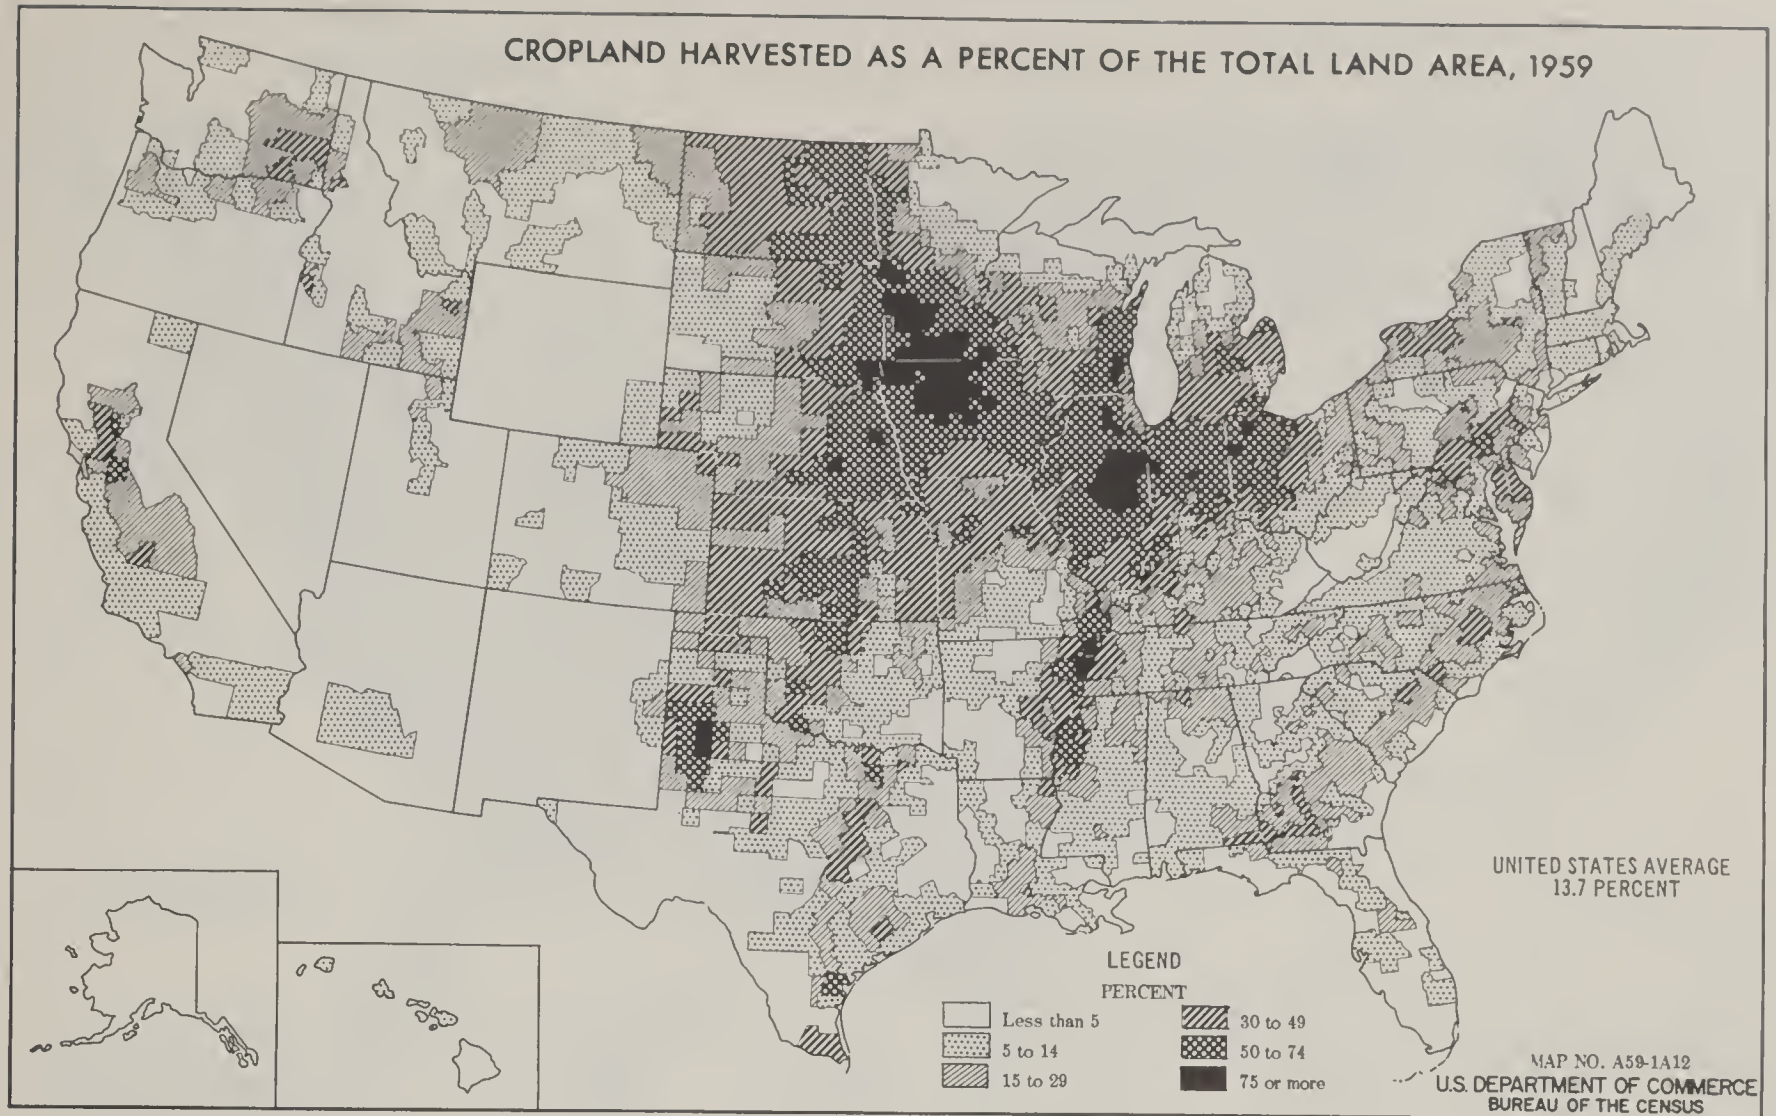 CROPLAND HARVESTED AS A PERCENT OF THE TOTAL LAND AREA, 1959
UNITED STATES AVERAGE
13.7 PERCENT
LEGEND
PERCENT
Less than 5
5 to 14
15 to 29
30 to 49
50 to 74
75 or more
MAP NO. A59-1A12
U.S. DEPARTMENT OF COMMERCE
BUREAU OF THE CENSUS